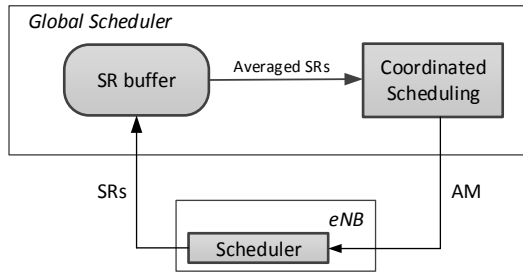 Global Scheduler
SR buffer
Averaged SRs
Coordinated
Scheduling
SRs
AM
eNB
Scheduler